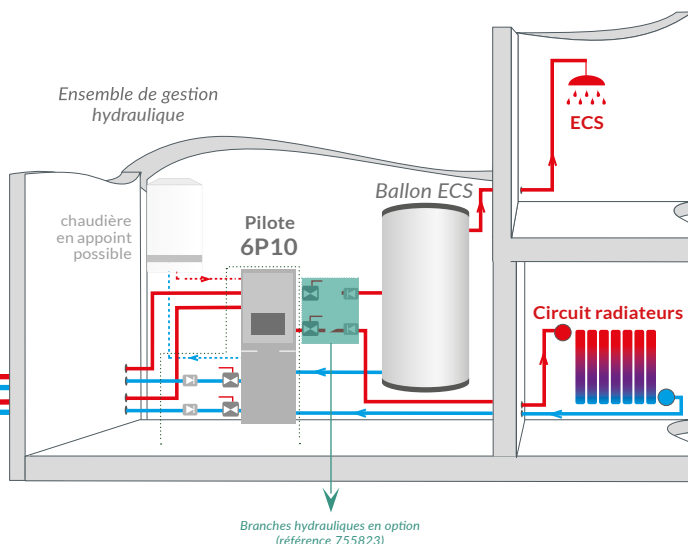 Ensemble de gestion
hydraulique
ECS
Ballon ECS
chaudière
en appoint
possible
Pilote
6P10
Circuit radiateurs
Branches hydrauliques en option
(référence 755823)